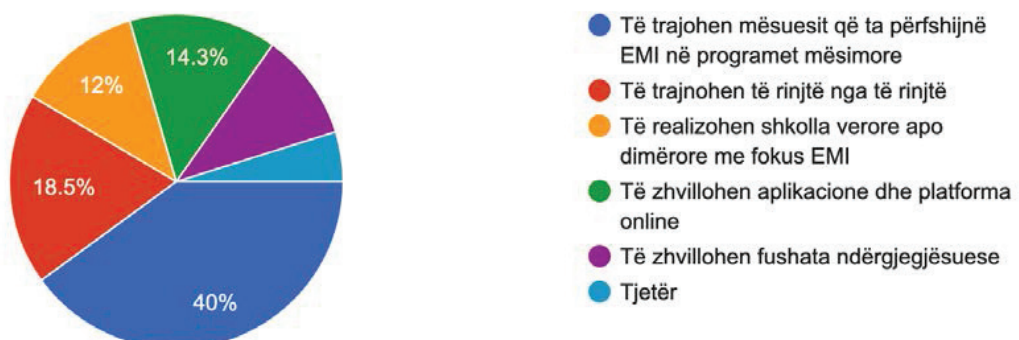 14.3%
12%
18.5%
40%
Të trajohen mësuesit që ta përfshijnë
EMI në programet mësimore
Të trajnohen të rinjtë nga të rinjtë
Të realizohen shkolla verore apo
dimërore me fokus EMI
Të zhvillohen aplikacione dhe platforma
online
Të zhvillohen fushata ndërgjegjësuese
Tjetër